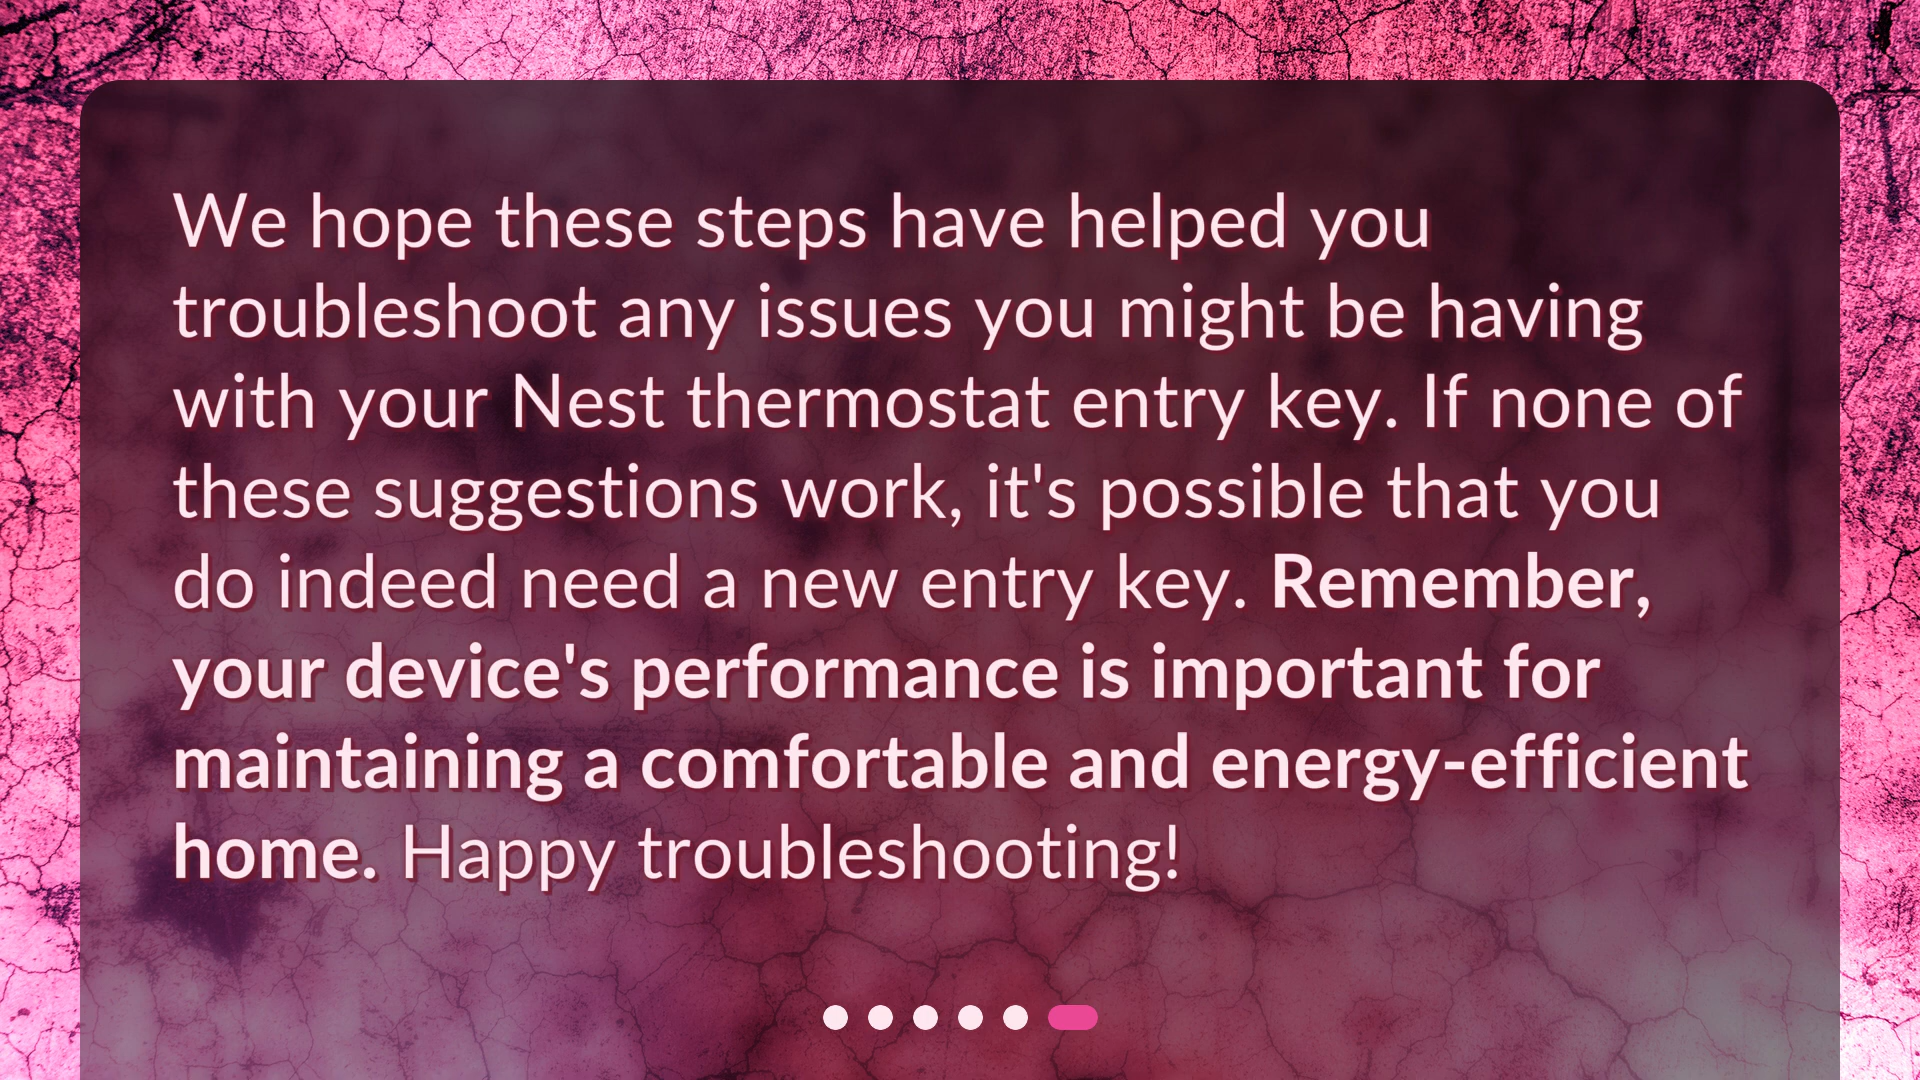 We hope these steps have helped you
troubleshoot any issues you might be having
with your Nest thermostat entry key. If none of
these suggestions work, it's possible that you
do indeed need a new entry key. Remember,
your device's performance is important for
maintaining a comfortable and energy-efficient
home. Happy troubleshooting!